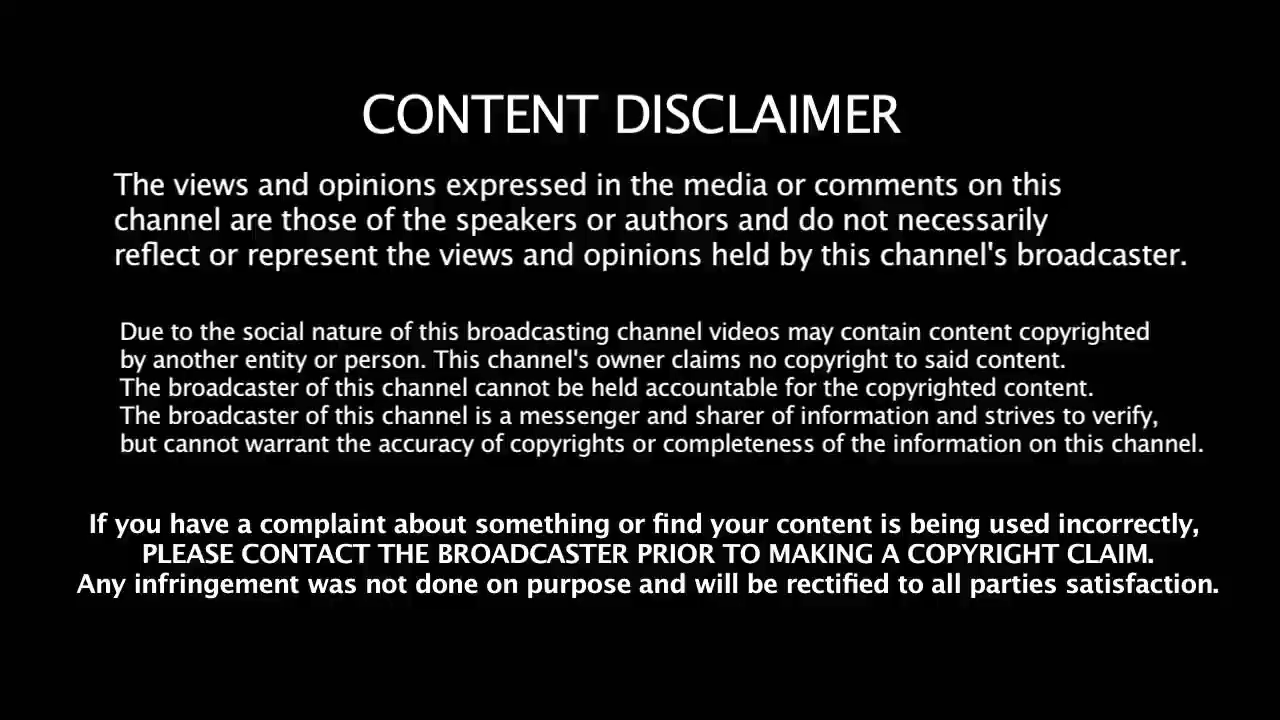 CONTENT DISCLAIMER
The views and opinions expressed in the media or comments on this
channel are those of the speakers or authors and do not necessarily
reflect or represent the views and opinions held by this channel's broadcaster.
Due to the social nature of this broadcasting channel videos may contain content copyrighted
by another entity or person. This channel's owner claims no copyright to said content.
The broadcaster of this channel cannot be held accountable for the copyrighted content.
The broadcaster of this channel is a messenger and sharer of information and strives to verify,
but cannot warrant the accuracy of copyrights or completeness of the information on this channel.
If you have a complaint about something or find your content is being used incorrectly,
PLEASE CONTACT THE BROADCASTER PRIOR TO MAKING A COPYRIGHT CLAIM.
Any infringement was not done on purpose and will be rectified to all parties satisfaction.